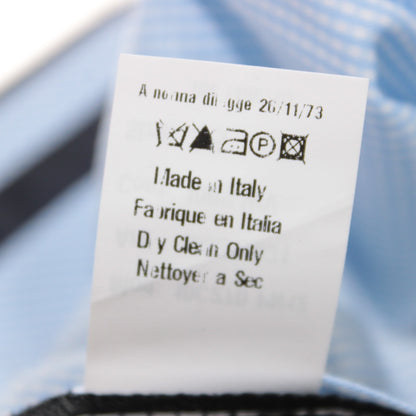 A norma di legge 26/11/73
P
Made in Italy
Fabrique en Italia
Dry Clean Only
Nettoyer a Sec